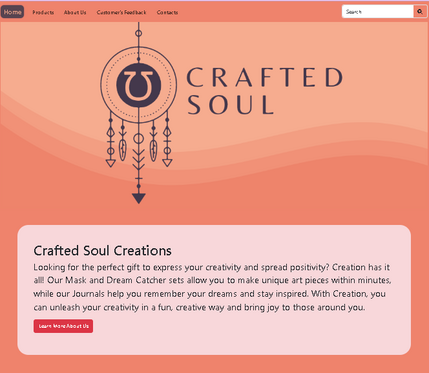 Home Products About Us Customer's Feedback Contacts Search
CRAFTED
SOUL
Crafted Soul Creations
Looking for the perfect gift to express your creativity and spread positivity? Creation has it
all! Our Mask and Dream Catcher sets allow you to make unique art pieces within minutes,
while our Journals help you remember your dreams and stay inspired. With Creation, you
can unleash your creativity in a fun, creative way and bring joy to those around you.
Learn More About Us